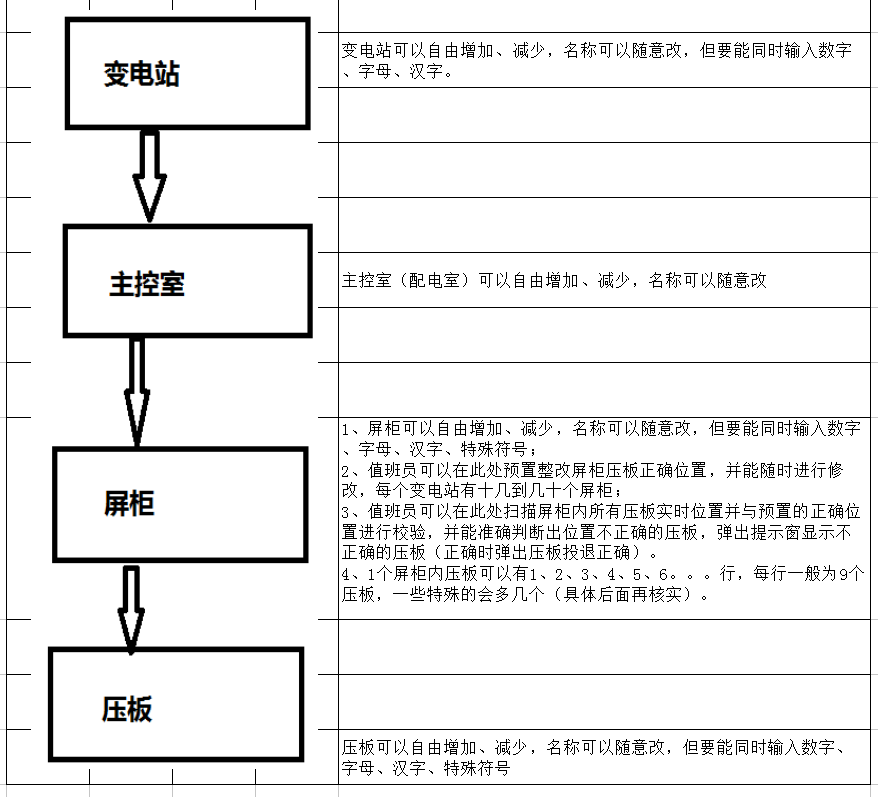 变电站
变电站可以自由增加、减少，名称可以随意改，但要能同时输入数字
、字母、汉字。
主控室
主控室（配电室）可以自由增加、减少，名称可以随意改
屏柜
1、屏柜可以自由增加、减少，名称可以随意改，但要能同时输入数字
、字母、汉字、特殊符号；
2、值班员可以在此处预置整改屏柜压板正确位置，并能随时进行修
改，每个变电站有十几到几十个屏柜；
3、值班员可以在此处扫描屏柜内所有压板实时位置并与预置的正确位
置进行校验，并能准确判断出位置不正确的压板，弹出提示窗显示不
正确的压板（正确时弹出压板投退正确）。
4、1个屏柜内压板可以有1、2、3、4、5、6。。。行，每行一般为9个
压板，一些特殊的会多几个（具体后面再核实）。
压板
压板可以自由增加、减少，名称可以随意改，但要能同时输入数字、
字母、汉字、特殊符号